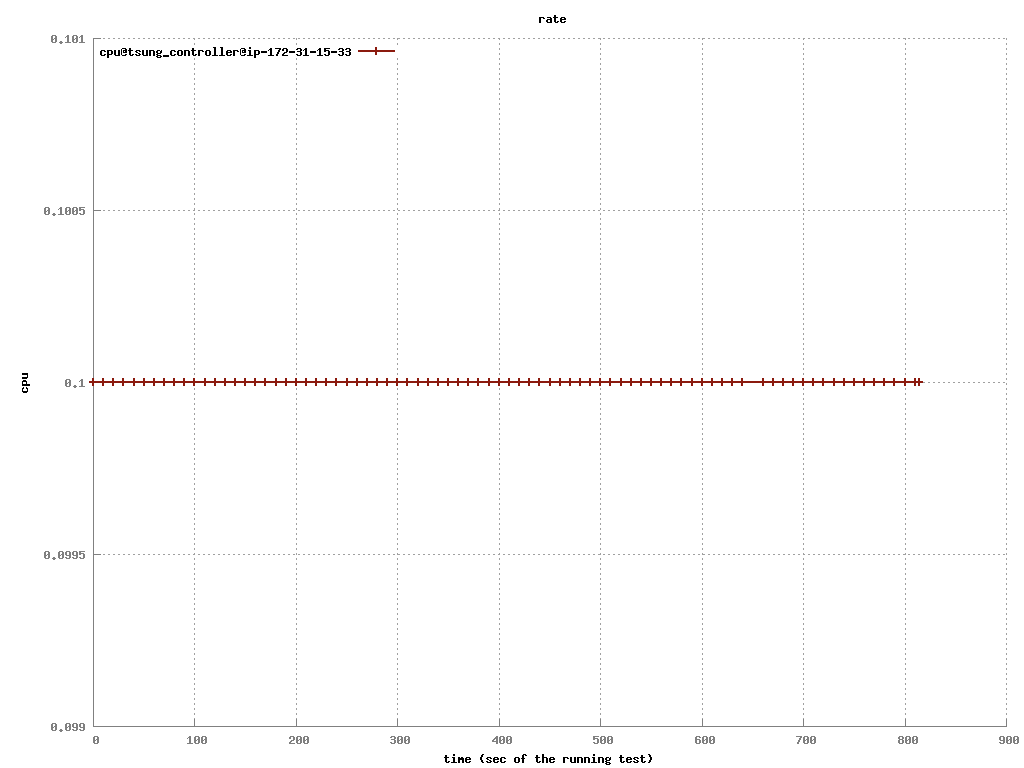 rate
0.101
cpu@tsung_controller@ip-172-31-15-33
0.1005
cpu
0.1
0.0995
0.099
0 100 200 300 400 500 600 700 800 900
time (sec of the running test)